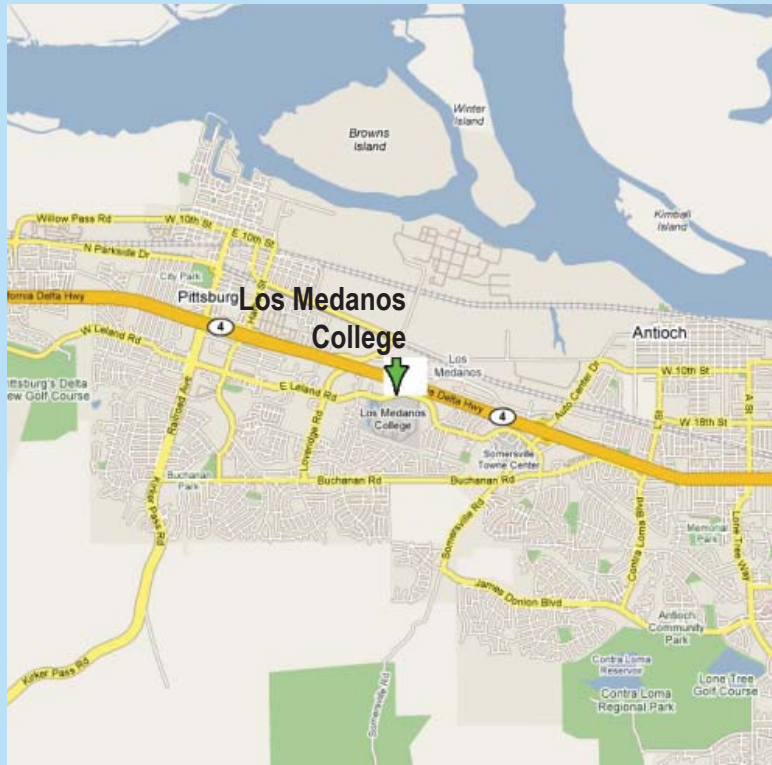 Browns
Island
Winter
Island
Kimball
Island
Willow Pass Rd
W 10th St
E 10th St
N Parkside Dr
City Park
Pittsburg
Los Medanos
College
ifornia Delta Hwy
4
W Leland Rd
E Leland Rd
Railroad Ave
Loveridge Rd
Los
Medanos
Los Medanos
College
Delta Hwy
4
Auto Center Dr
Antioch
W 10th St
W 18th St
L St
A St
ittsburg's Delta
ew Golf Course
Somersville
Towne Center
Buchanan
Park
Buchanan Rd
Buchanan Rd
Kirker Pass Rd
Kirker Pass Rd
Somersville Rd
Somersville Rd
James Donlon Blvd
Contra Loma Blvd
Memorial
Park
Lone Tree Way
Antioch
Community
Park
Contra Loma
Reservoir
Contra Loma
Regional Park
Lone Tree
Golf Course